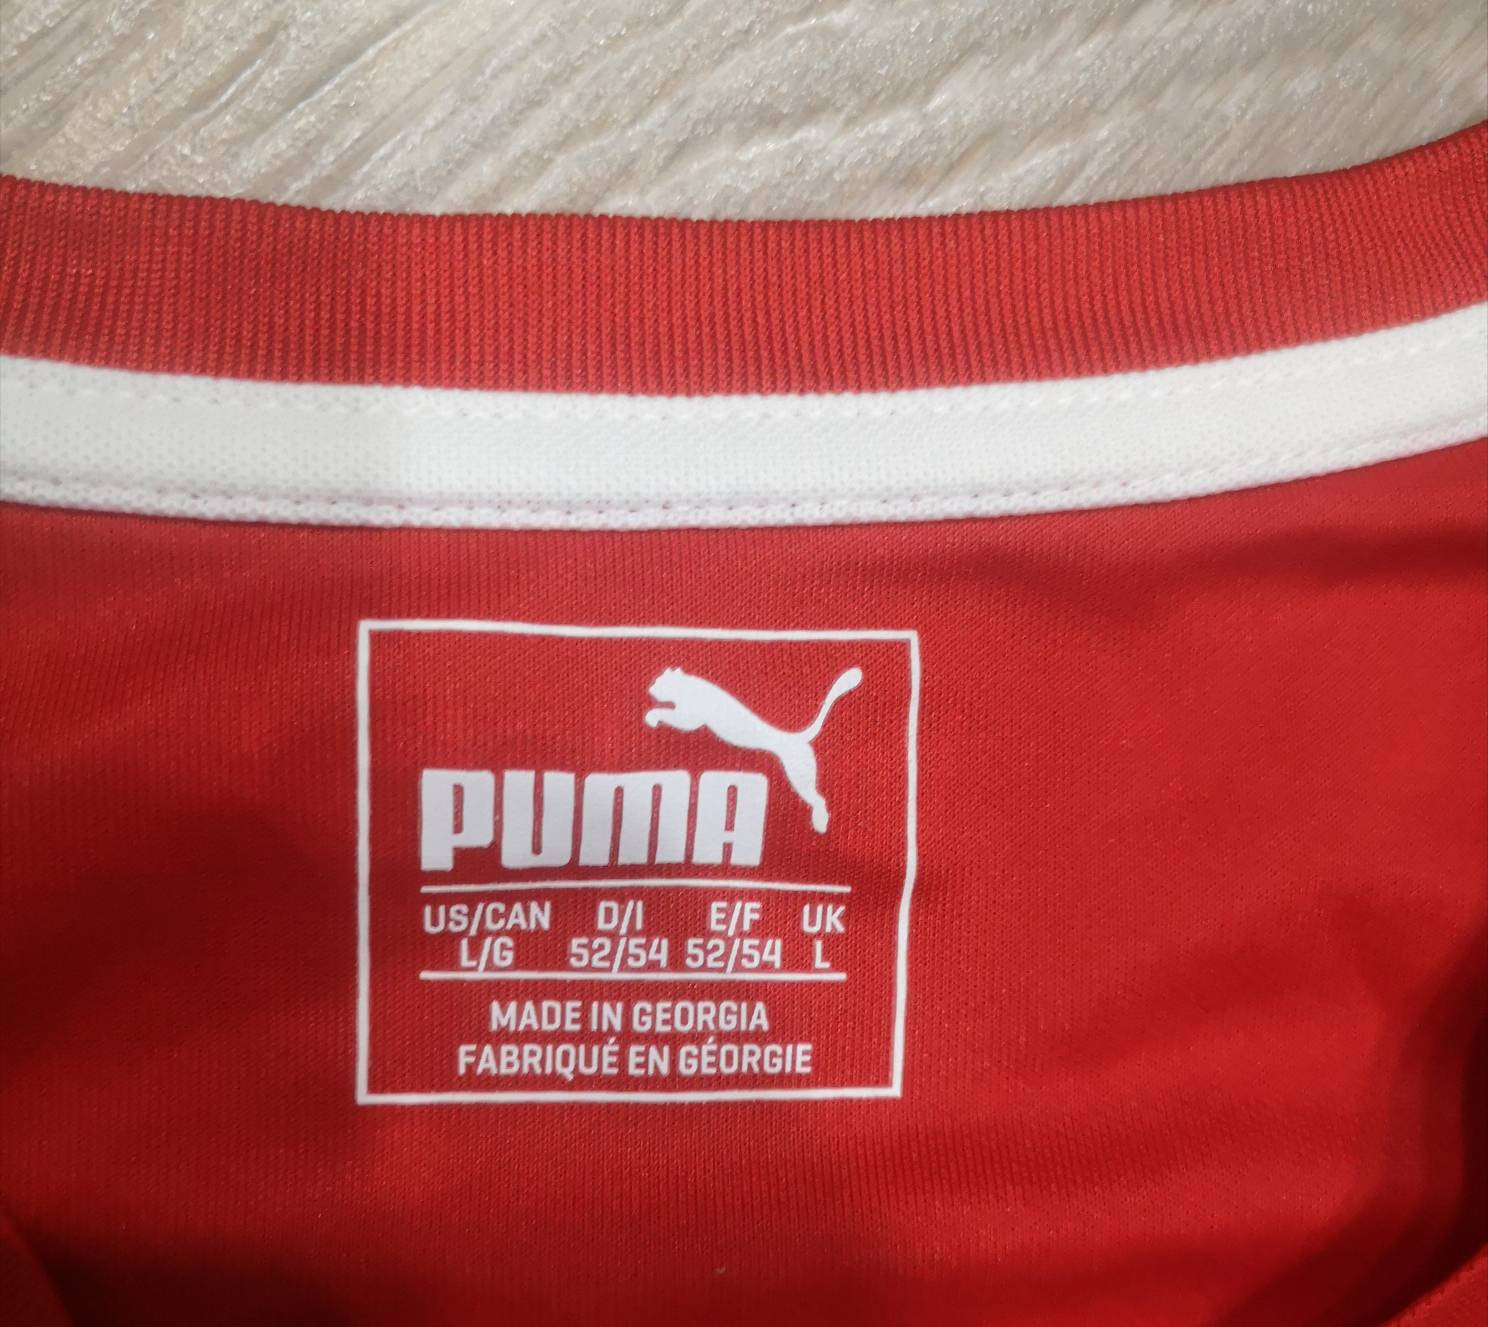 PUMA
US/CAN D/I E/F UK
L/G 52/54 52/54 L
MADE IN GEORGIA
FABRIQUÉ EN GÉORGIE